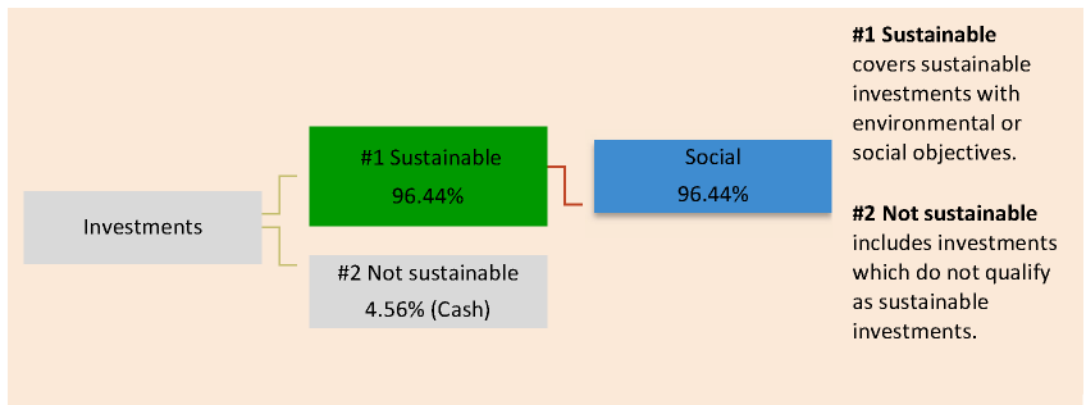 Investments
#1 Sustainable
96.44%
#2 Not sustainable
4.56% (Cash)
Social
96.44%
#1 Sustainable
covers sustainable
investments with
environmental or
social objectives.
#2 Not sustainable
includes investments
which do not qualify
as sustainable
investments.